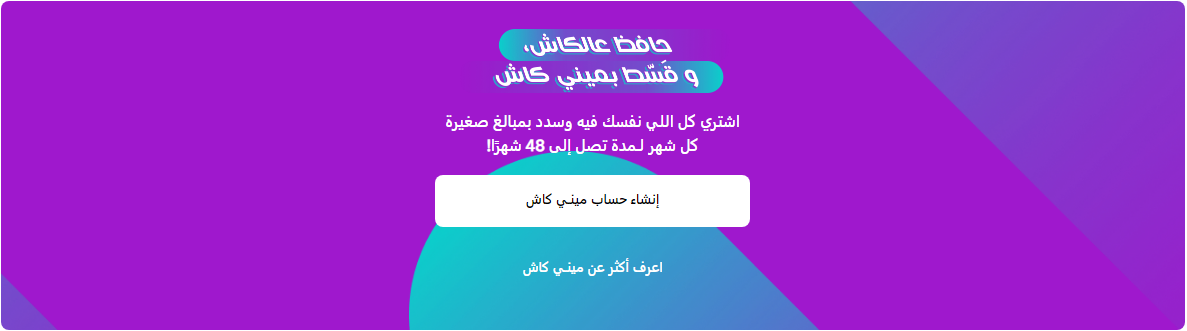 حافظ عالكاش،
و قَسّط بميني كاش
اشتري كل اللي نفسك فيه وسدد بمبالغ صغيرة
كل شهر لمدة تصل إلى 48 شهرًا!
إنشاء حساب ميني كاش
اعرف أكثر عن ميني كاش